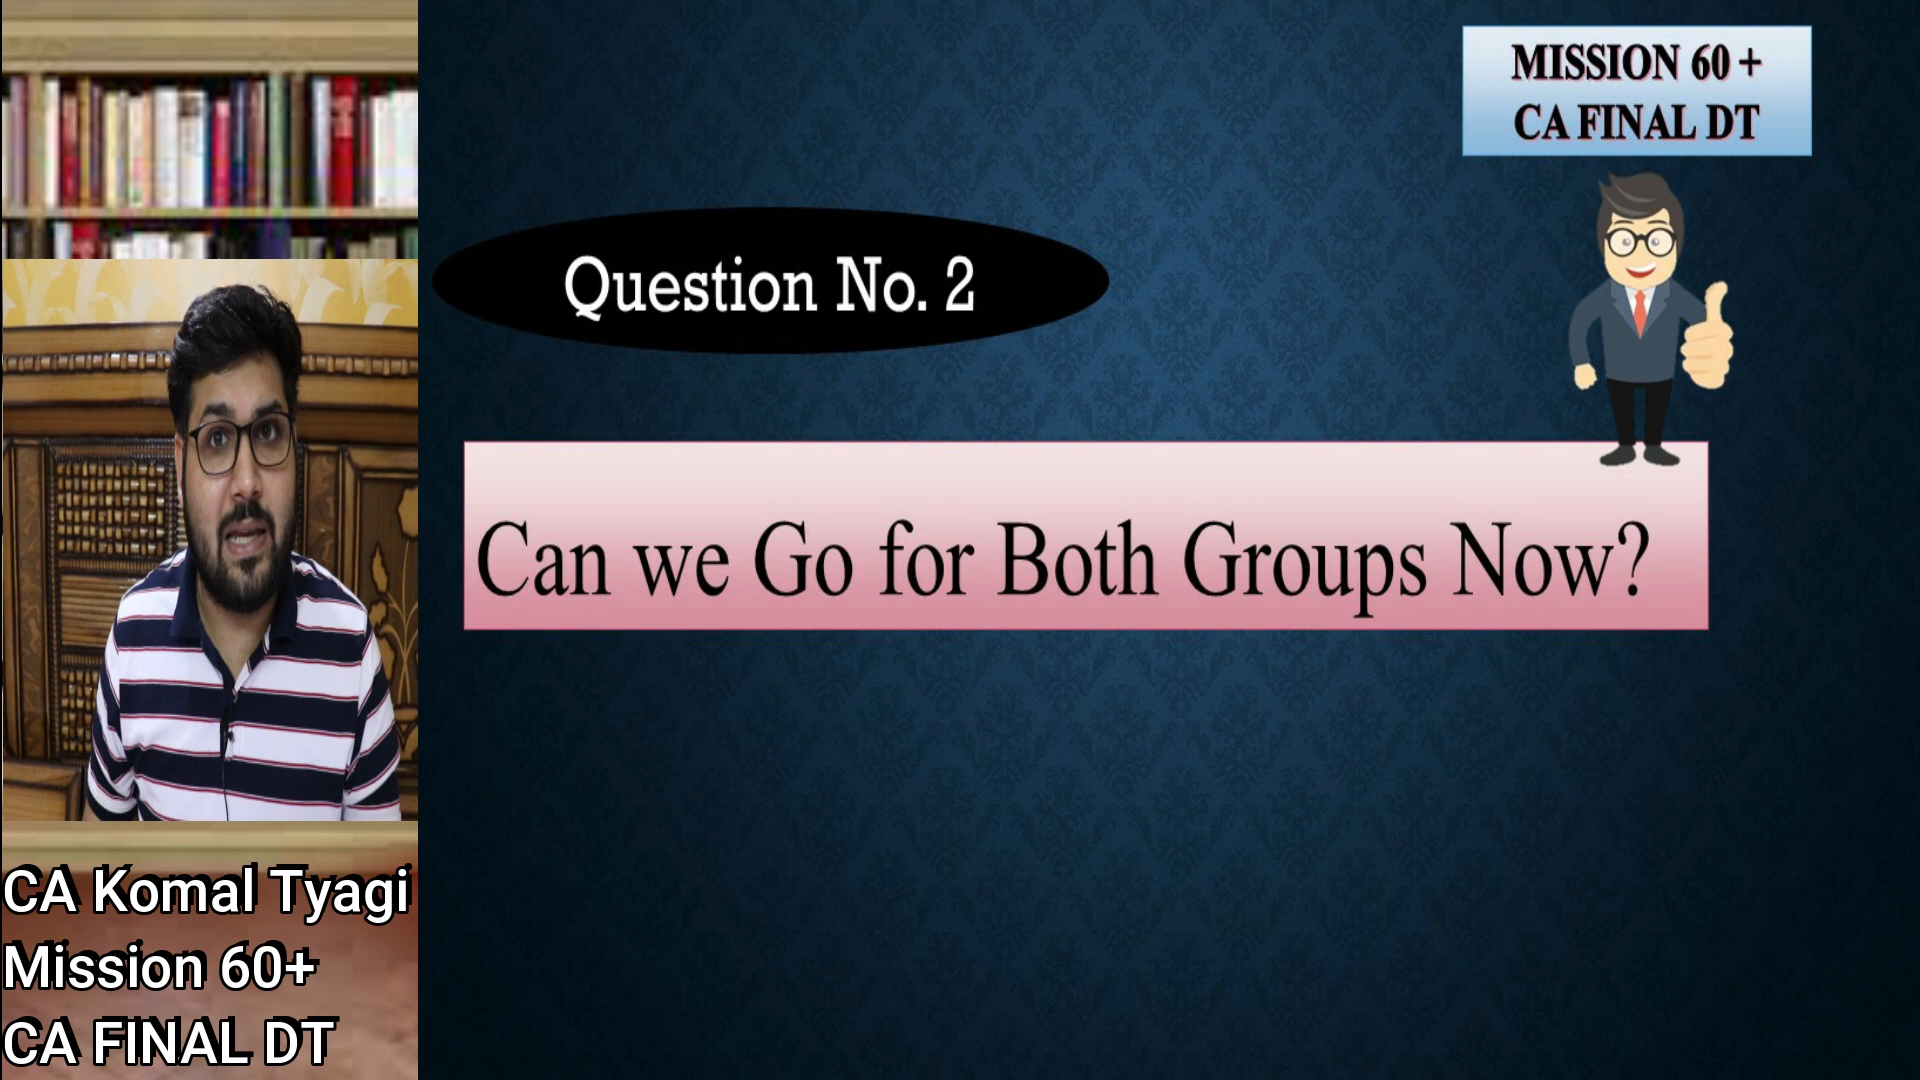 MISSION 60 +
CA FINAL DT
Question No. 2
Can we Go for Both Groups Now?
CA Komal Tyagi
Mission 60+
CA FINAL DT